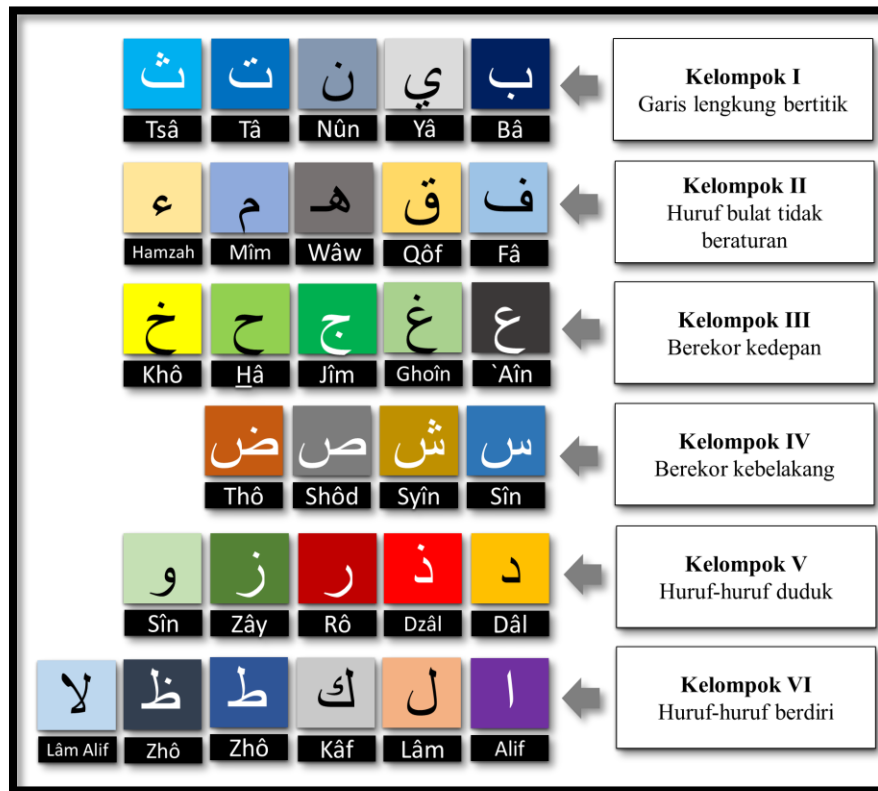 ب ي ن ت ث
Tsâ Tâ Nûn Yâ Bâ
Kelompok I
Garis lengkung bertitik
ف ق هـ م ء
Hamzah Mîm Wâw Qôf Fâ
Kelompok II
Huruf bulat tidak
beraturan
ع غ ج ح خ
Khô H̲â Jîm Ghoîn `Aîn
Kelompok III
Berekor kedepan
س ش ص ض
Thô Shôd Syîn Sîn
Kelompok IV
Berekor kebelakang
د ذ ر ز و
Sîn Zây Rô Dzâl Dâl
Kelompok V
Huruf-huruf duduk
ا ل ك ط ظ لا
Lâm Alif Zhô Zhô Kâf Lâm Alif
Kelompok VI
Huruf-huruf berdiri